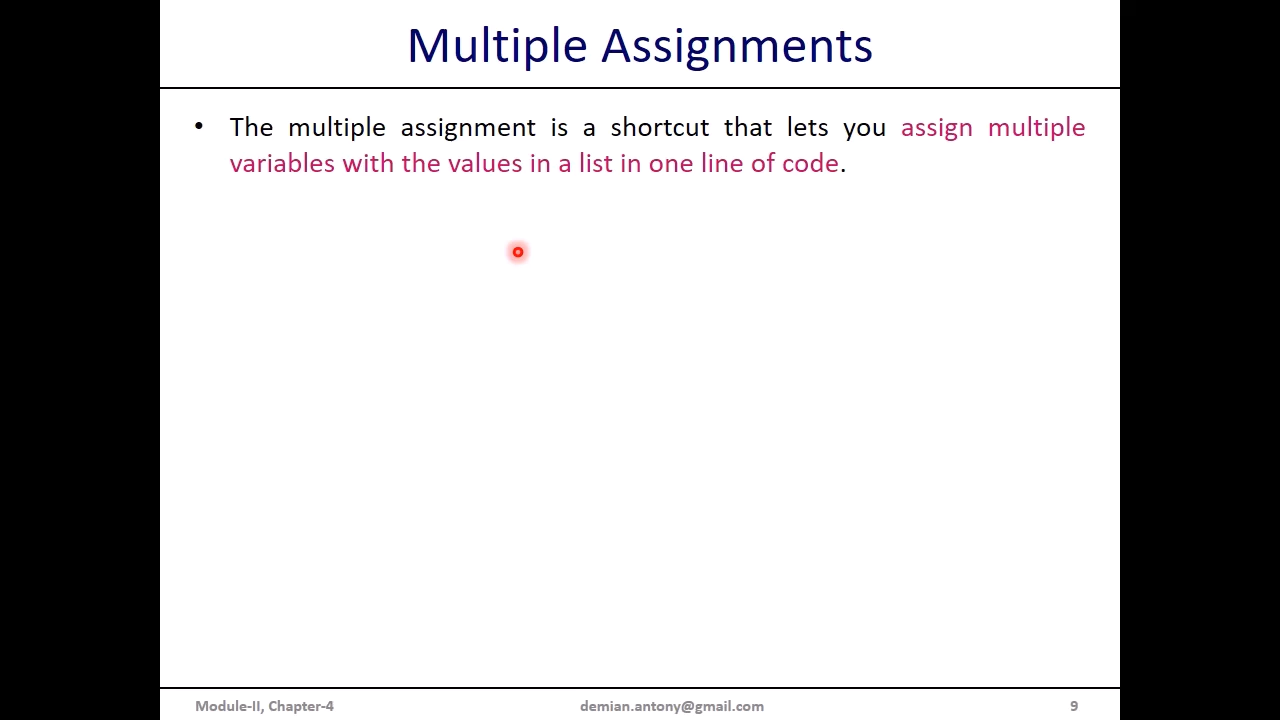 Multiple Assignments
• The multiple assignment is a shortcut that lets you assign multiple
variables with the values in a list in one line of code.
Module-II, Chapter-4
demian.antony@gmail.com
9